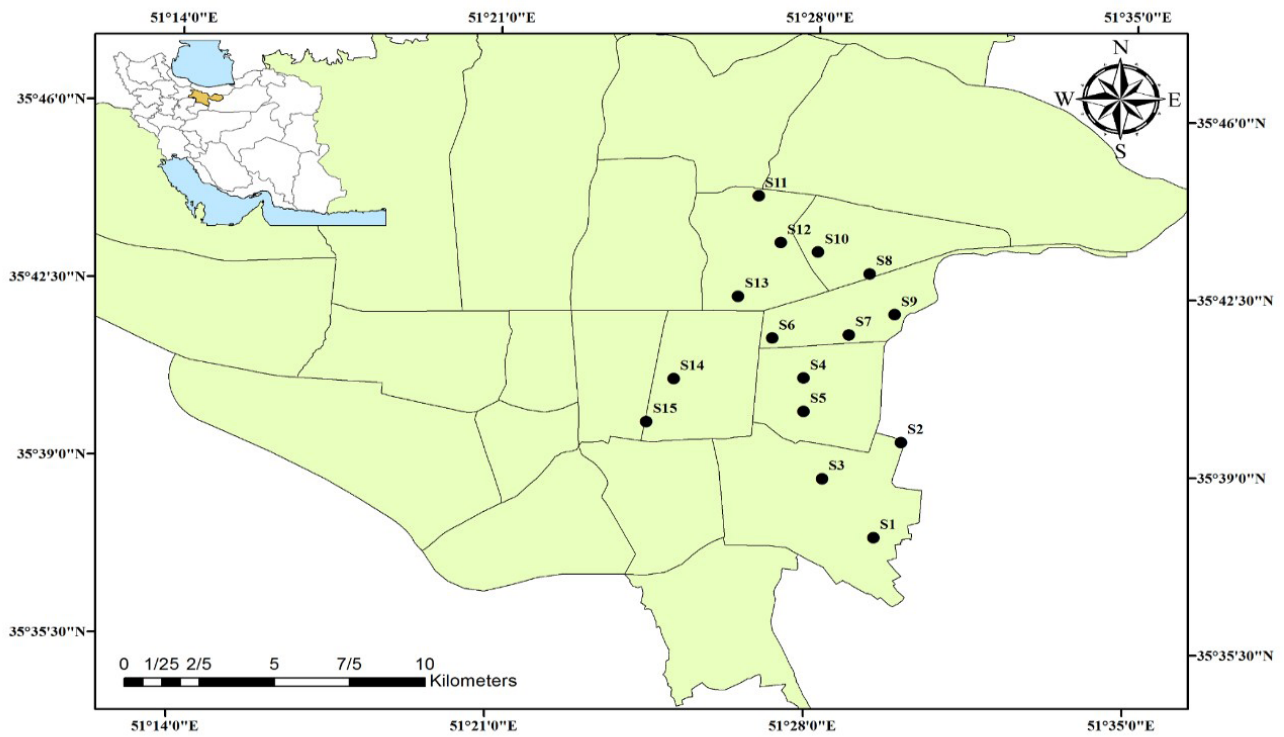 51°14'0"E 51°21'0"E 51°28'0"E 51°35'0"E
N
W E
S
35°46'0"N 35°46'0"N
S11
S12 S10
S8
35°42'30"N 35°42'30"N
S13
S9
S6 S7
S14 S4
S15 S5
S2
35°39'0"N 35°39'0"N
S3
S1
35°35'30"N 35°35'30"N
0 1/25 2/5 5 7/5 10
Kilometers
51°14'0"E 51°21'0"E 51°28'0"E 51°35'0"E